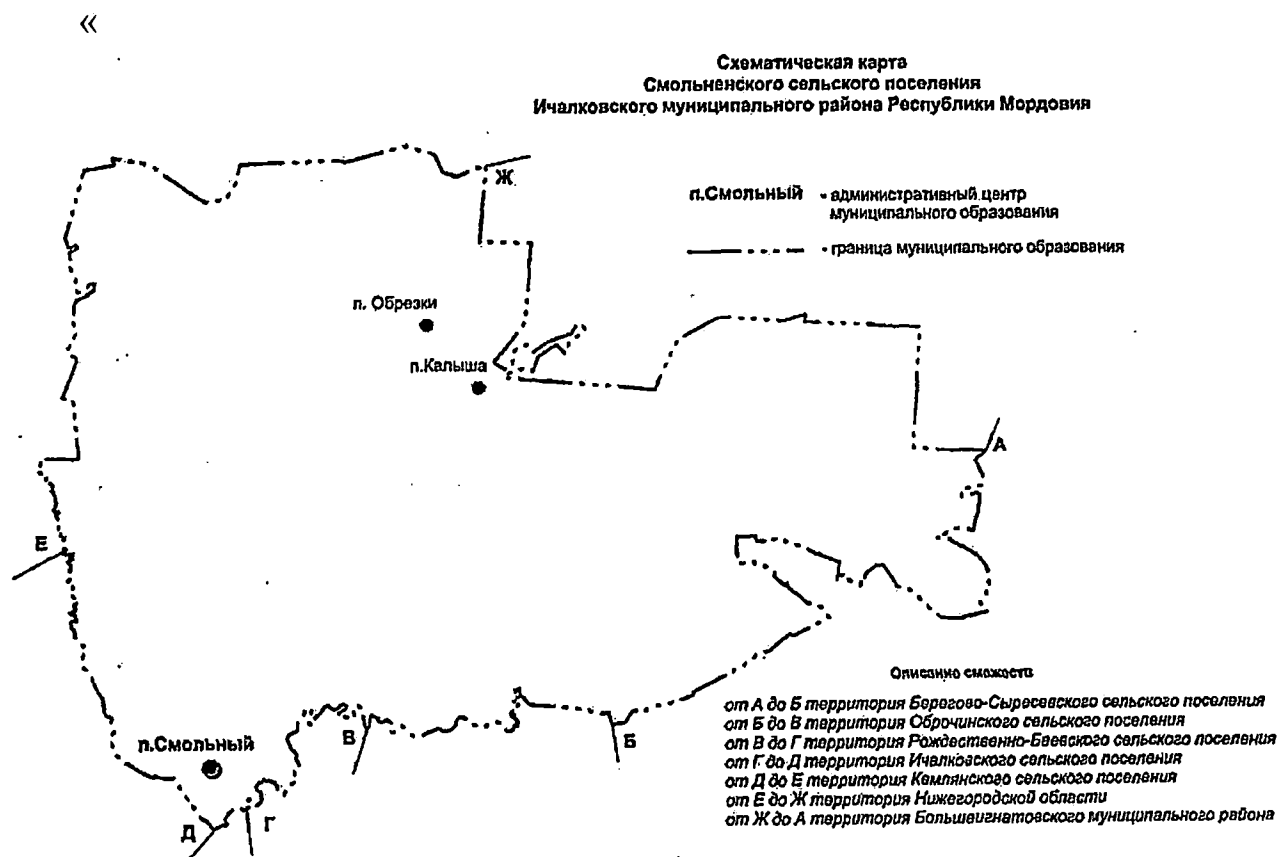 «
Схематическая карта
Смольненского сельского поселения
Ичалковского муниципального района Республики Мордовия
Ж
п.Смольный - административный центр
муниципального образования
- граница муниципального образования
п. Обрезки
п.Калыша
А
Е
Описание смежости
от А до Б территория Берегово-Сыресевского сельского поселения
от Б до В территория Оброчинского сельского поселения
от В до Г территория Рождественно-Баевского сельского поселения
от Г до Д территория Ичалковского сельского поселения
от Д до Е территория Кемлянского сельского поселения
от Е до Ж территория Нижегородской области
от Ж до А территория Большеигнатовского муниципального района
В
Б
п.Смольный
Д
Г